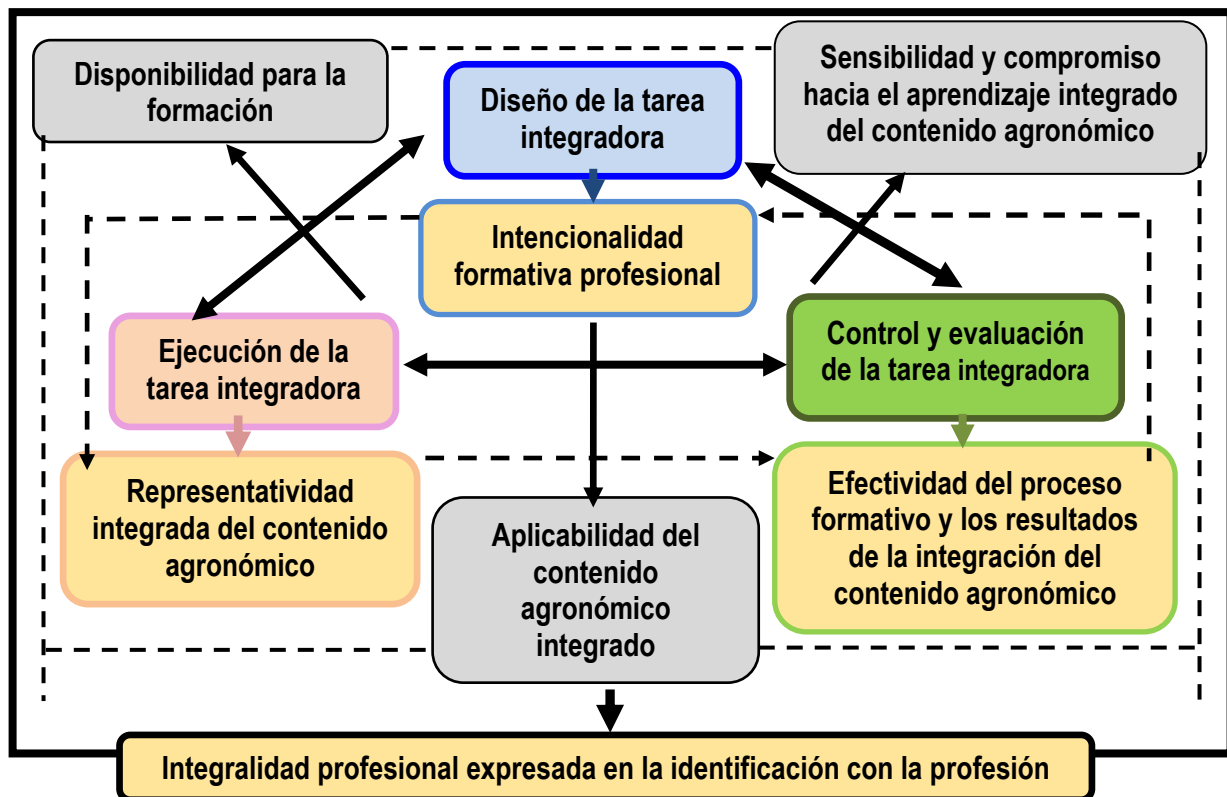 Disponibilidad para la
formación
Diseño de la tarea
integradora
Sensibilidad y compromiso
hacia el aprendizaje integrado
del contenido agronómico
Intencionalidad
formativa profesional
Ejecución de la
tarea integradora
Control y evaluación
de la tarea integradora
Representatividad
integrada del contenido
agronómico
Aplicabilidad del
contenido
agronómico
integrado
Efectividad del proceso
formativo y los resultados
de la integración del
contenido agronómico
Integralidad profesional expresada en la identificación con la profesión